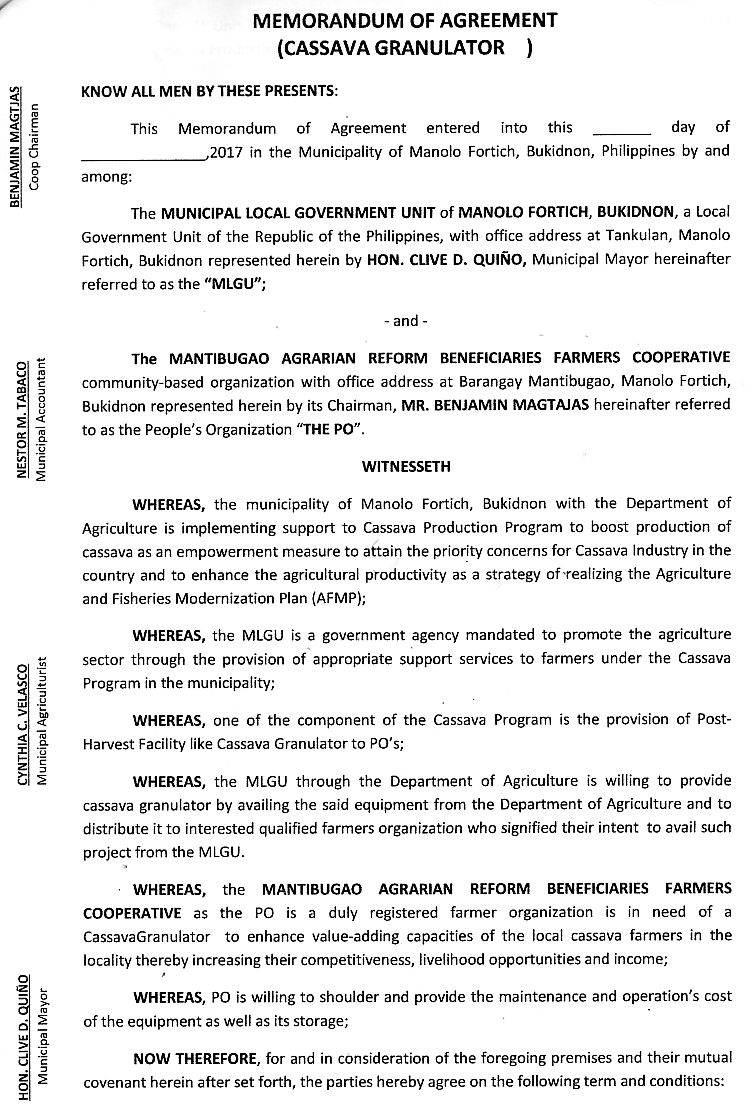 MEMORANDUM OF AGREEMENT
(CASSAVA GRANULATOR )
KNOW ALL MEN BY THESE PRESENTS:
This Memorandum of Agreement entered into this _______ day of
________________,2017 in the Municipality of Manolo Fortich, Bukidnon, Philippines by and
among:
The MUNICIPAL LOCAL GOVERNMENT UNIT of MANOLO FORTICH, BUKIDNON, a Local
Government Unit of the Republic of the Philippines, with office address at Tankulan, Manolo
Fortich, Bukidnon represented herein by HON. CLIVE D. QUIÑO, Municipal Mayor hereinafter
referred to as the “MLGU”;
- and -
The MANTIBUGAO AGRARIAN REFORM BENEFICIARIES FARMERS COOPERATIVE
community-based organization with office address at Barangay Mantibugao, Manolo Fortich,
Bukidnon represented herein by its Chairman, MR. BENJAMIN MAGTAJAS hereinafter referred
to as the People’s Organization “THE PO”.
WITNESSETH
WHEREAS, the municipality of Manolo Fortich, Bukidnon with the Department of
Agriculture is implementing support to Cassava Production Program to boost production of
cassava as an empowerment measure to attain the priority concerns for Cassava Industry in the
country and to enhance the agricultural productivity as a strategy of realizing the Agriculture
and Fisheries Modernization Plan (AFMP);
WHEREAS, the MLGU is a government agency mandated to promote the agriculture
sector through the provision of appropriate support services to farmers under the Cassava
Program in the municipality;
WHEREAS, one of the component of the Cassava Program is the provision of Post-
Harvest Facility like Cassava Granulator to PO’s;
WHEREAS, the MLGU through the Department of Agriculture is willing to provide
cassava granulator by availing the said equipment from the Department of Agriculture and to
distribute it to interested qualified farmers organization who signified their intent to avail such
project from the MLGU.
WHEREAS, the MANTIBUGAO AGRARIAN REFORM BENEFICIARIES FARMERS
COOPERATIVE as the PO is a duly registered farmer organization is in need of a
CassavaGranulator to enhance value-adding capacities of the local cassava farmers in the
locality thereby increasing their competitiveness, livelihood opportunities and income;
WHEREAS, PO is willing to shoulder and provide the maintenance and operation’s cost
of the equipment as well as its storage;
NOW THEREFORE, for and in consideration of the foregoing premises and their mutual
covenant herein after set forth, the parties hereby agree on the following term and conditions:
BENJAMIN MAGTJAS
Coop Chairman
NESTOR M. TABACO
Municipal Accountant
CYNTHIA C. VELASCO
Municipal Agriculturist
HON. CLIVE D. QUIÑO
Municipal Mayor